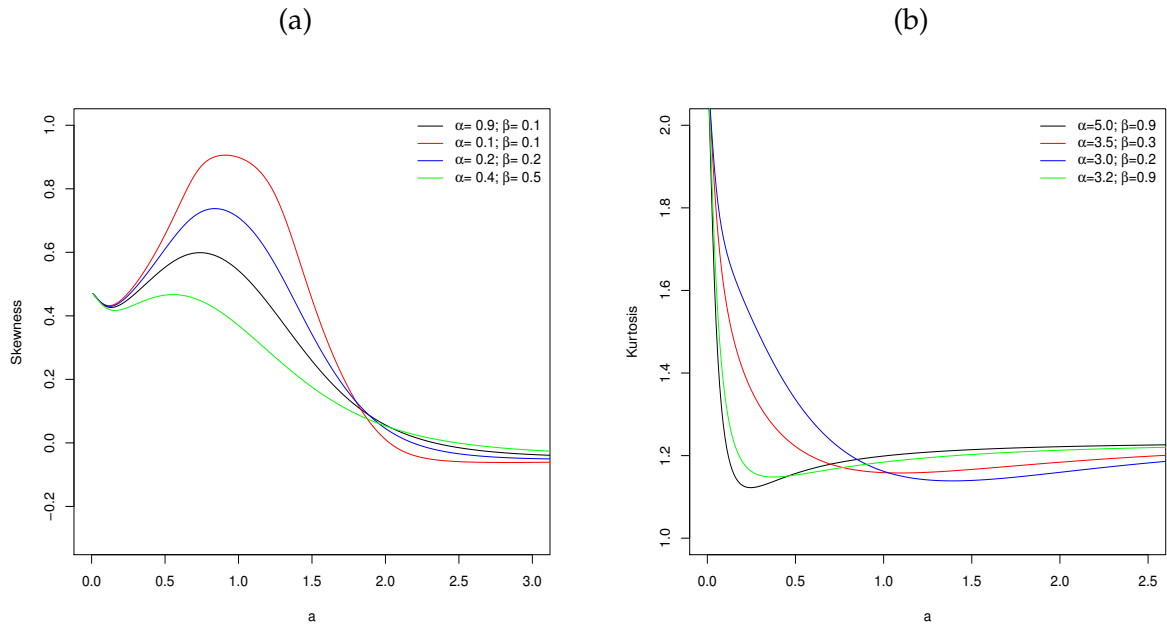 (a)
(b)
α= 0.9; β= 0.1
α= 0.1; β= 0.1
α= 0.2; β= 0.2
α= 0.4; β= 0.5
Skewness
1.0
0.8
0.6
0.4
0.2
0.0
−0.2
0.0 0.5 1.0 1.5 2.0 2.5 3.0
a
α=5.0; β=0.9
α=3.5; β=0.3
α=3.0; β=0.2
α=3.2; β=0.9
Kurtosis
2.0
1.8
1.6
1.4
1.2
1.0
0.0 0.5 1.0 1.5 2.0 2.5
a